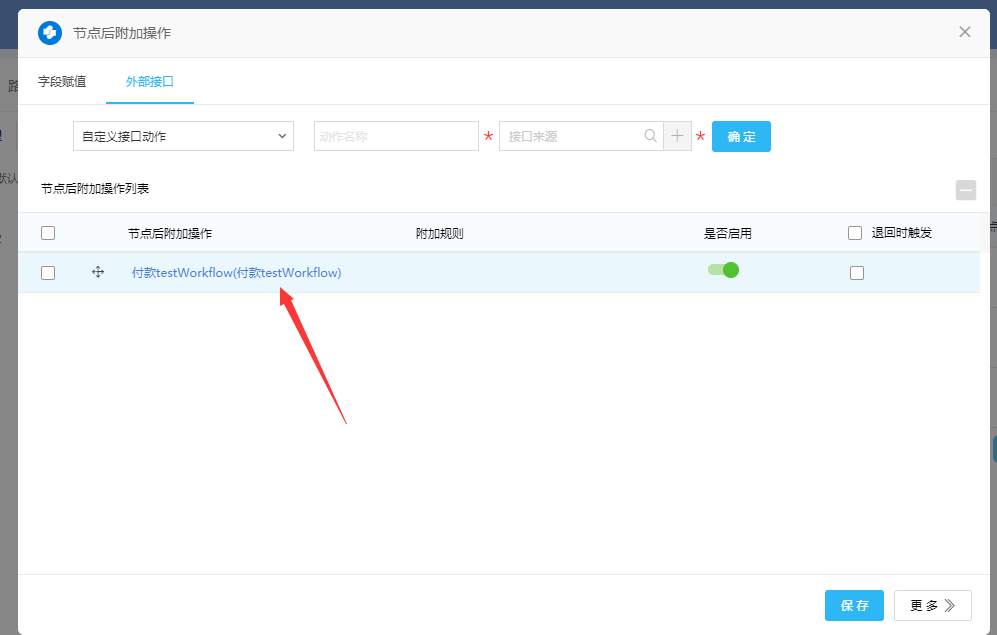 节点后附加操作
字段赋值 外部接口
自定义接口动作 动作名称 * 接口来源 * 确定
节点后附加操作列表
节点后附加操作 附加规则 是否启用 退回时触发
付款testWorkflow(付款testWorkflow)
默认
保存 更多